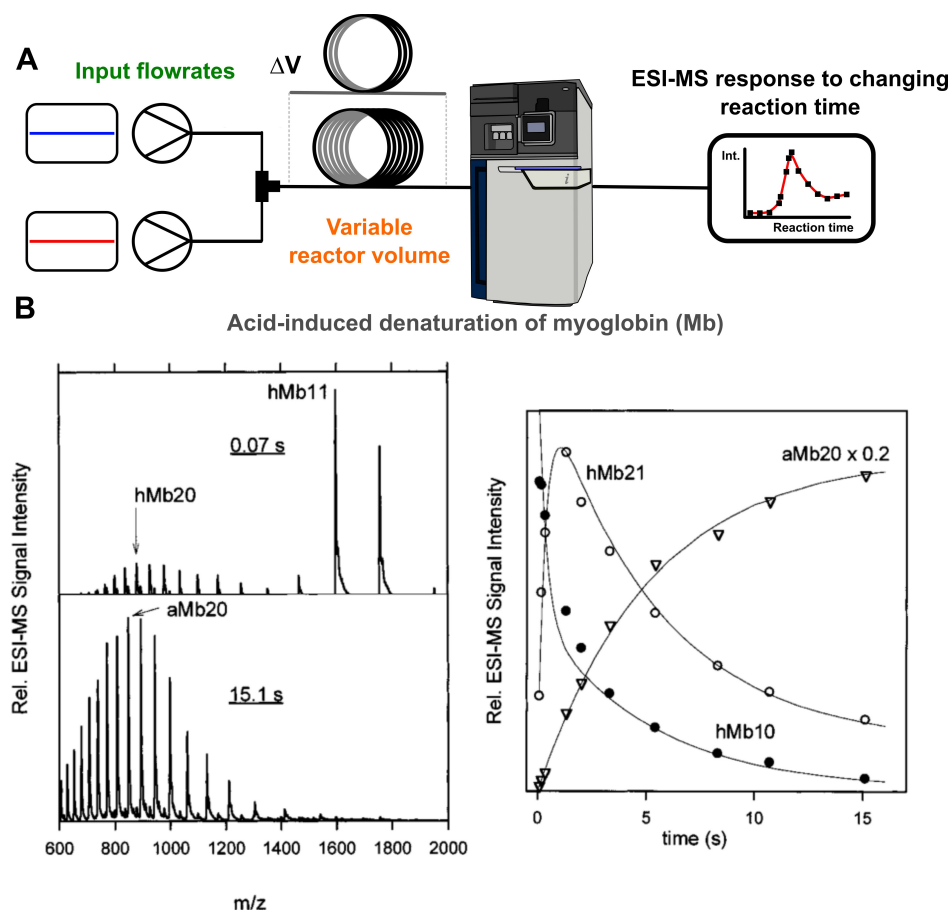 A
Input flowrates
ΔV
Variable
reactor volume
ESI-MS response to changing
reaction time
Int.
Reaction time
B
Acid-induced denaturation of myoglobin (Mb)
Rel. ESI-MS Signal Intensity
hMb11
0.07 s
hMb20
aMb20
15.1 s
600 800 1000 1200 1400 1600 1800 2000
m/z
Rel. ESI-MS Signal Intensity
aMb20 x 0.2
hMb21
hMb10
0 5 10 15
time (s)